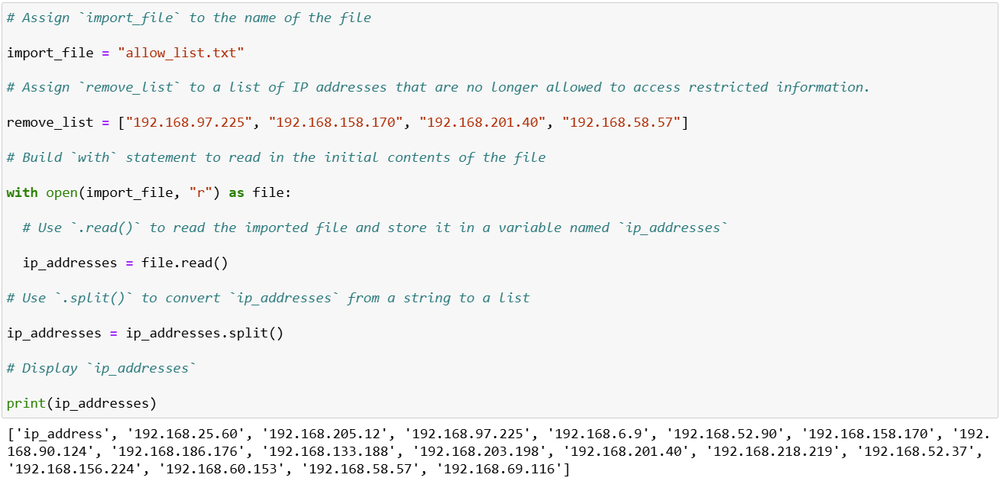 # Assign `import_file` to the name of the file
import_file = "allow_list.txt"
# Assign `remove_list` to a list of IP addresses that are no longer allowed to access restricted information.
remove_list = ["192.168.97.225", "192.168.158.170", "192.168.201.40", "192.168.58.57"]
# Build `with` statement to read in the initial contents of the file
with open(import_file, "r") as file:
  # Use `.read()` to read the imported file and store it in a variable named `ip_addresses`
  ip_addresses = file.read()
# Use `.split()` to convert `ip_addresses` from a string to a list
ip_addresses = ip_addresses.split()
# Display `ip_addresses`
print(ip_addresses)
['ip_address', '192.168.25.60', '192.168.205.12', '192.168.97.225', '192.168.6.9', '192.168.52.90', '192.168.158.170', '192.
168.90.124', '192.168.186.176', '192.168.133.188', '192.168.203.198', '192.168.201.40', '192.168.218.219', '192.168.52.37',
'192.168.156.224', '192.168.60.153', '192.168.58.57', '192.168.69.116']